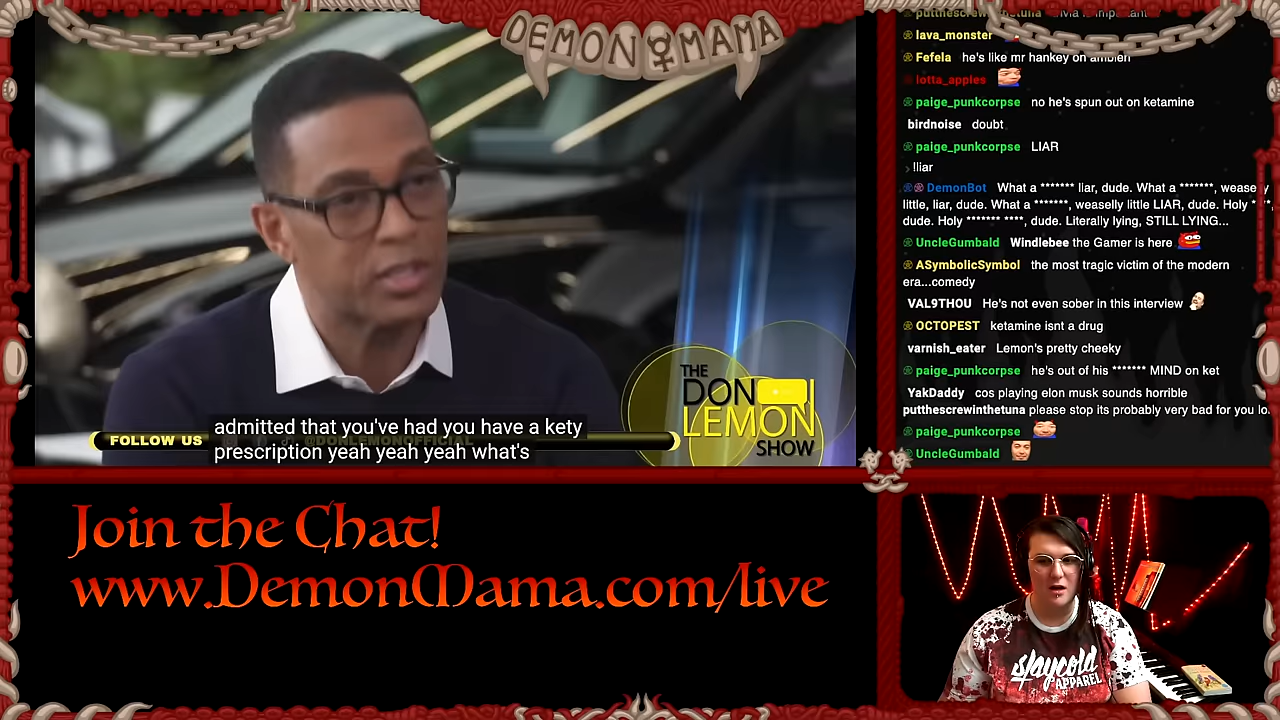 DEMON MAMA
admitted that you've had you have a kety
prescription yeah yeah yeah what's
FOLLOW US
@DONLEMONOFFICIAL
THE
DON
LEMON
SHOW
lava_monster
Fefela he's like mr hankey on ambien
lotta_apples
paige_punkcorpse no he's spun out on ketamine
birdnoise doubt
paige_punkcorpse LIAR
› !liar
DemonBot What a ******* liar, dude. What a *******, weasely
little, liar, dude. What a *******, weaselly little LIAR, dude. Holy
dude. Holy ******* ****, dude. Literally lying, STILL LYING...
UncleGumbald Windlebee the Gamer is here
ASymbolicSymbol the most tragic victim of the modern
era...comedy
VAL9THOU He's not even sober in this interview
OCTOPEST ketamine isnt a drug
varnish_eater Lemon's pretty cheeky
paige_punkcorpse he's out of his ******* MIND on ket
YakDaddy cos playing elon musk sounds horrible
putthescrewinthetuna please stop its probably very bad for you lo
paige_punkcorpse
UncleGumbald
Join the Chat!
www.DemonMama.com/live
slaycold
APPAREL